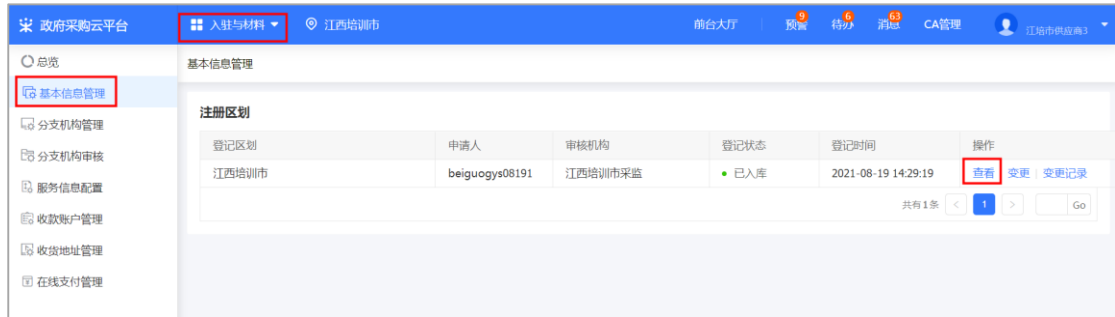 政府采购云平台 入驻与材料 江西培训市 前台大厅 预警 9 待办 6 消息 63 CA管理 江培市供应商3
总览
基本信息管理
分支机构管理
分支机构审核
服务信息配置
收款账户管理
收货地址管理
在线支付管理
基本信息管理
注册区划
登记区划 申请人 审核机构 登记状态 登记时间 操作
江西培训市 beiguogys08191 江西培训市采监 已入库 2021-08-19 14:29:19 查看 变更 变更记录
共有1条 < 1 > Go